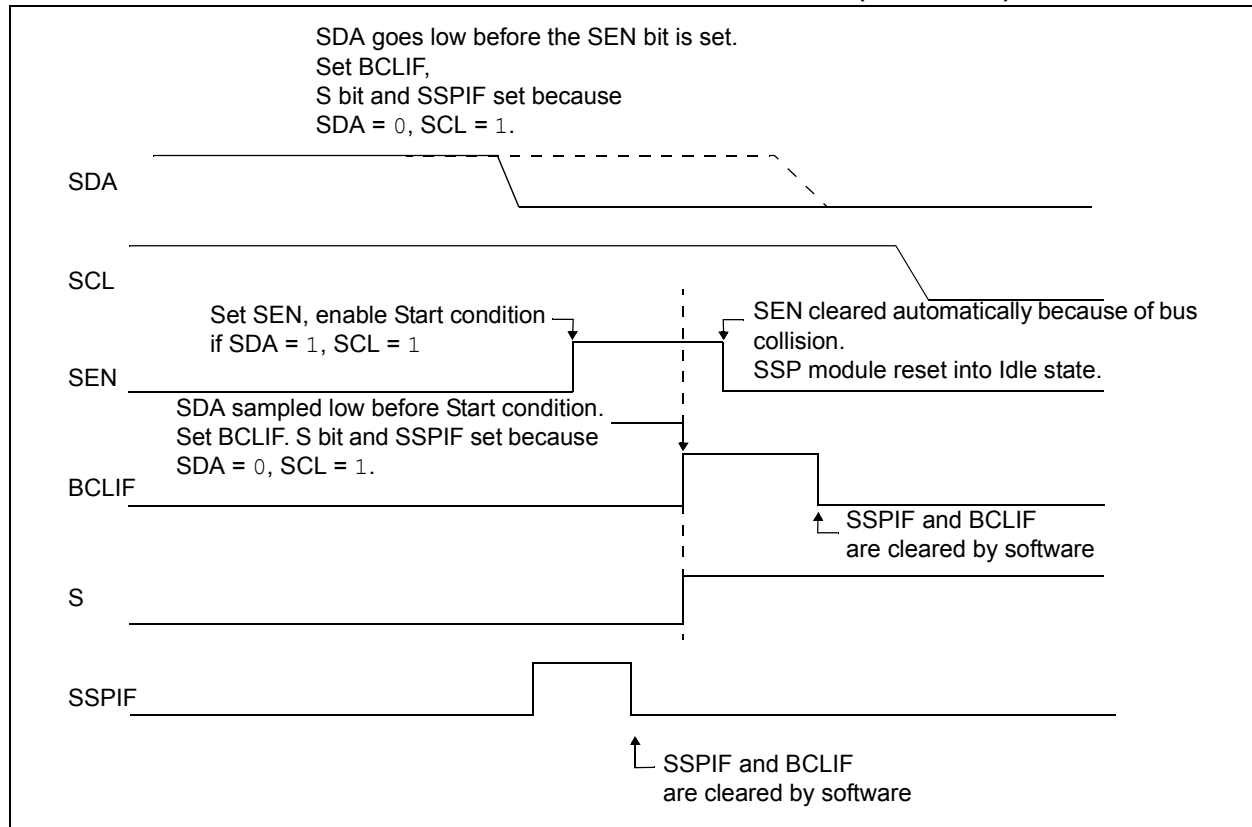 SDA goes low before the SEN bit is set.
Set BCLIF,
S bit and SSPIF set because
SDA = 0, SCL = 1.
SDA
SCL
Set SEN, enable Start condition
if SDA = 1, SCL = 1
SEN cleared automatically because of bus
collision.
SSP module reset into Idle state.
SEN
SDA sampled low before Start condition.
Set BCLIF. S bit and SSPIF set because
SDA = 0, SCL = 1.
BCLIF
SSPIF and BCLIF
are cleared by software
S
SSPIF
SSPIF and BCLIF
are cleared by software